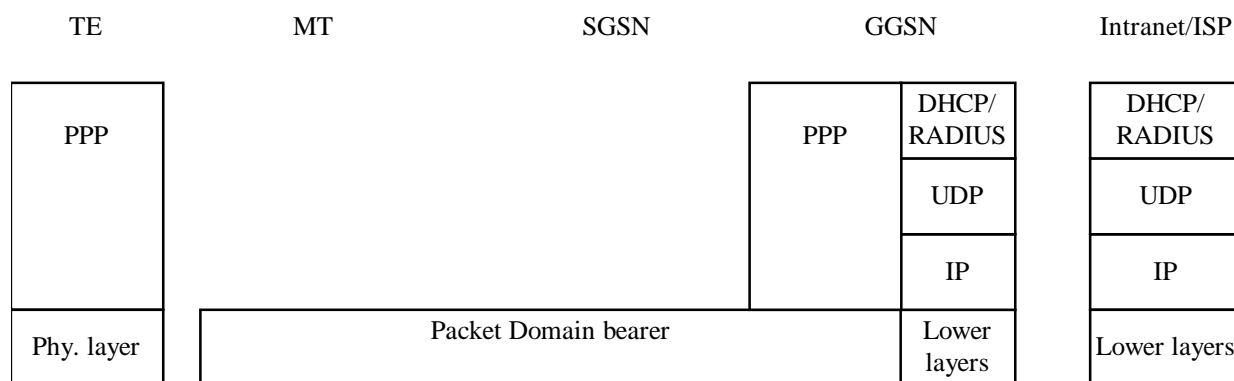 TE MT SGSN GGSN Intranet/ISP
PPP
PPP
DHCP/
RADIUS
DHCP/
RADIUS
UDP
UDP
IP
IP
Phy. layer
Packet Domain bearer
Lower
layers
Lower layers